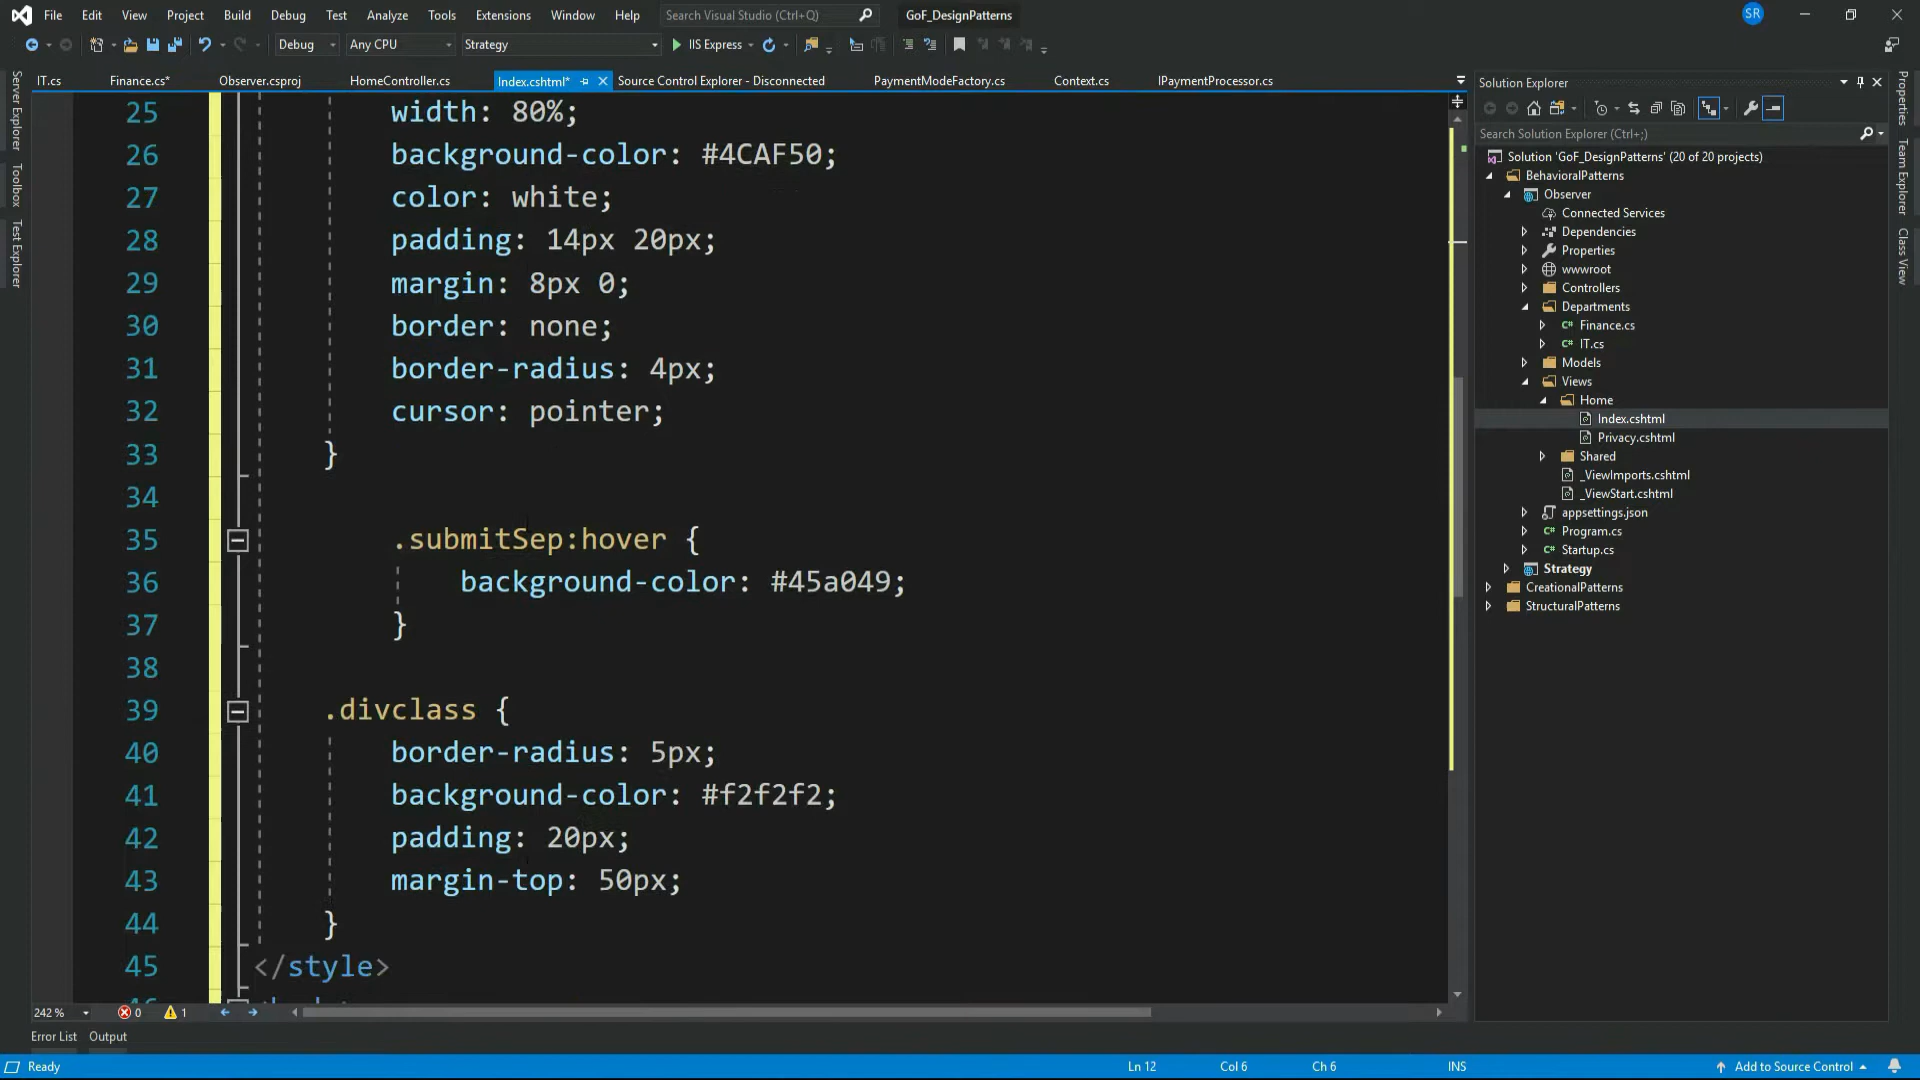 File Edit View Project Build Debug Test Analyze Tools Extensions Window Help Search Visual Studio (Ctrl+Q) GoF_DesignPatterns SR
Debug Any CPU Strategy IIS Express
IT.cs Finance.cs* Observer.csproj HomeController.cs Index.cshtml* Source Control Explorer - Disconnected PaymentModeFactory.cs Context.cs IPaymentProcessor.cs
Server Explorer
Toolbox
Test Explorer
25 width: 80%;
26 background-color: #4CAF50;
27 color: white;
28 padding: 14px 20px;
29 margin: 8px 0;
30 border: none;
31 border-radius: 4px;
32 cursor: pointer;
33 }
34
35 .submitSep:hover {
36 background-color: #45a049;
37 }
38
39 .divclass {
40 border-radius: 5px;
41 background-color: #f2f2f2;
42 padding: 20px;
43 margin-top: 50px;
44 }
45 </style>
242 % 0 1
Error List Output
Ready Ln 12 Col 6 Ch 6 INS Add to Source Control
Solution Explorer
Search Solution Explorer (Ctrl+;)
Solution 'GoF_DesignPatterns' (20 of 20 projects)
BehavioralPatterns
Observer
Connected Services
Dependencies
Properties
wwwroot
Controllers
Departments
C# Finance.cs
C# IT.cs
Models
Views
Home
Index.cshtml
Privacy.cshtml
Shared
_ViewImports.cshtml
_ViewStart.cshtml
appsettings.json
C# Program.cs
C# Startup.cs
Strategy
CreationalPatterns
StructuralPatterns
Properties
Team Explorer
Class View